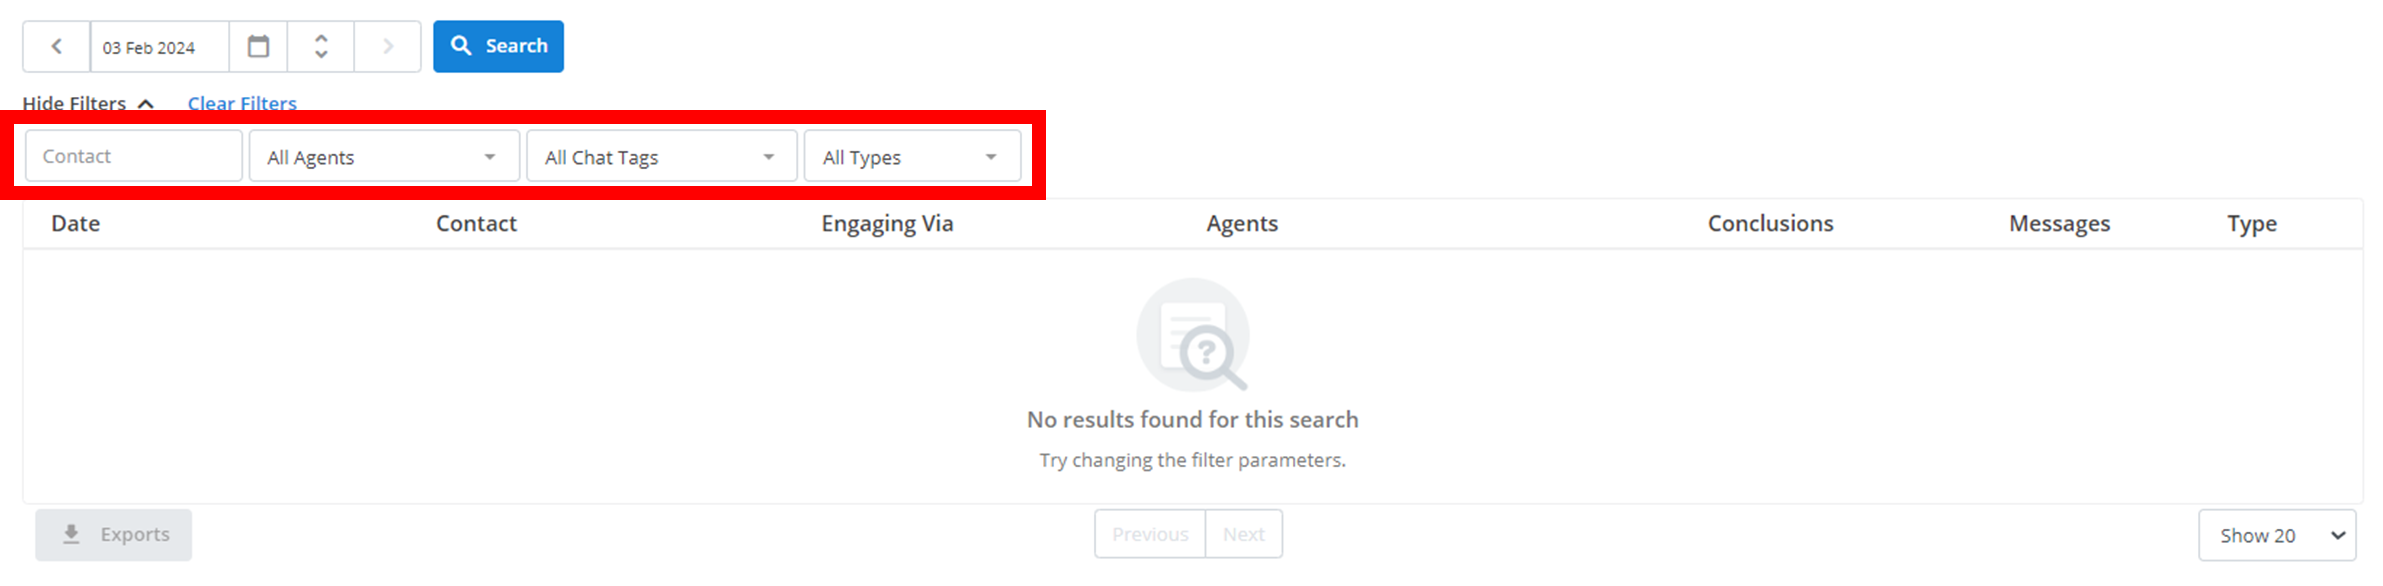 03 Feb 2024 Search
Hide Filters Clear Filters
Contact All Agents All Chat Tags All Types
Date Contact Engaging Via Agents Conclusions Messages Type
?
No results found for this search
Try changing the filter parameters.
Exports Previous Next Show 20